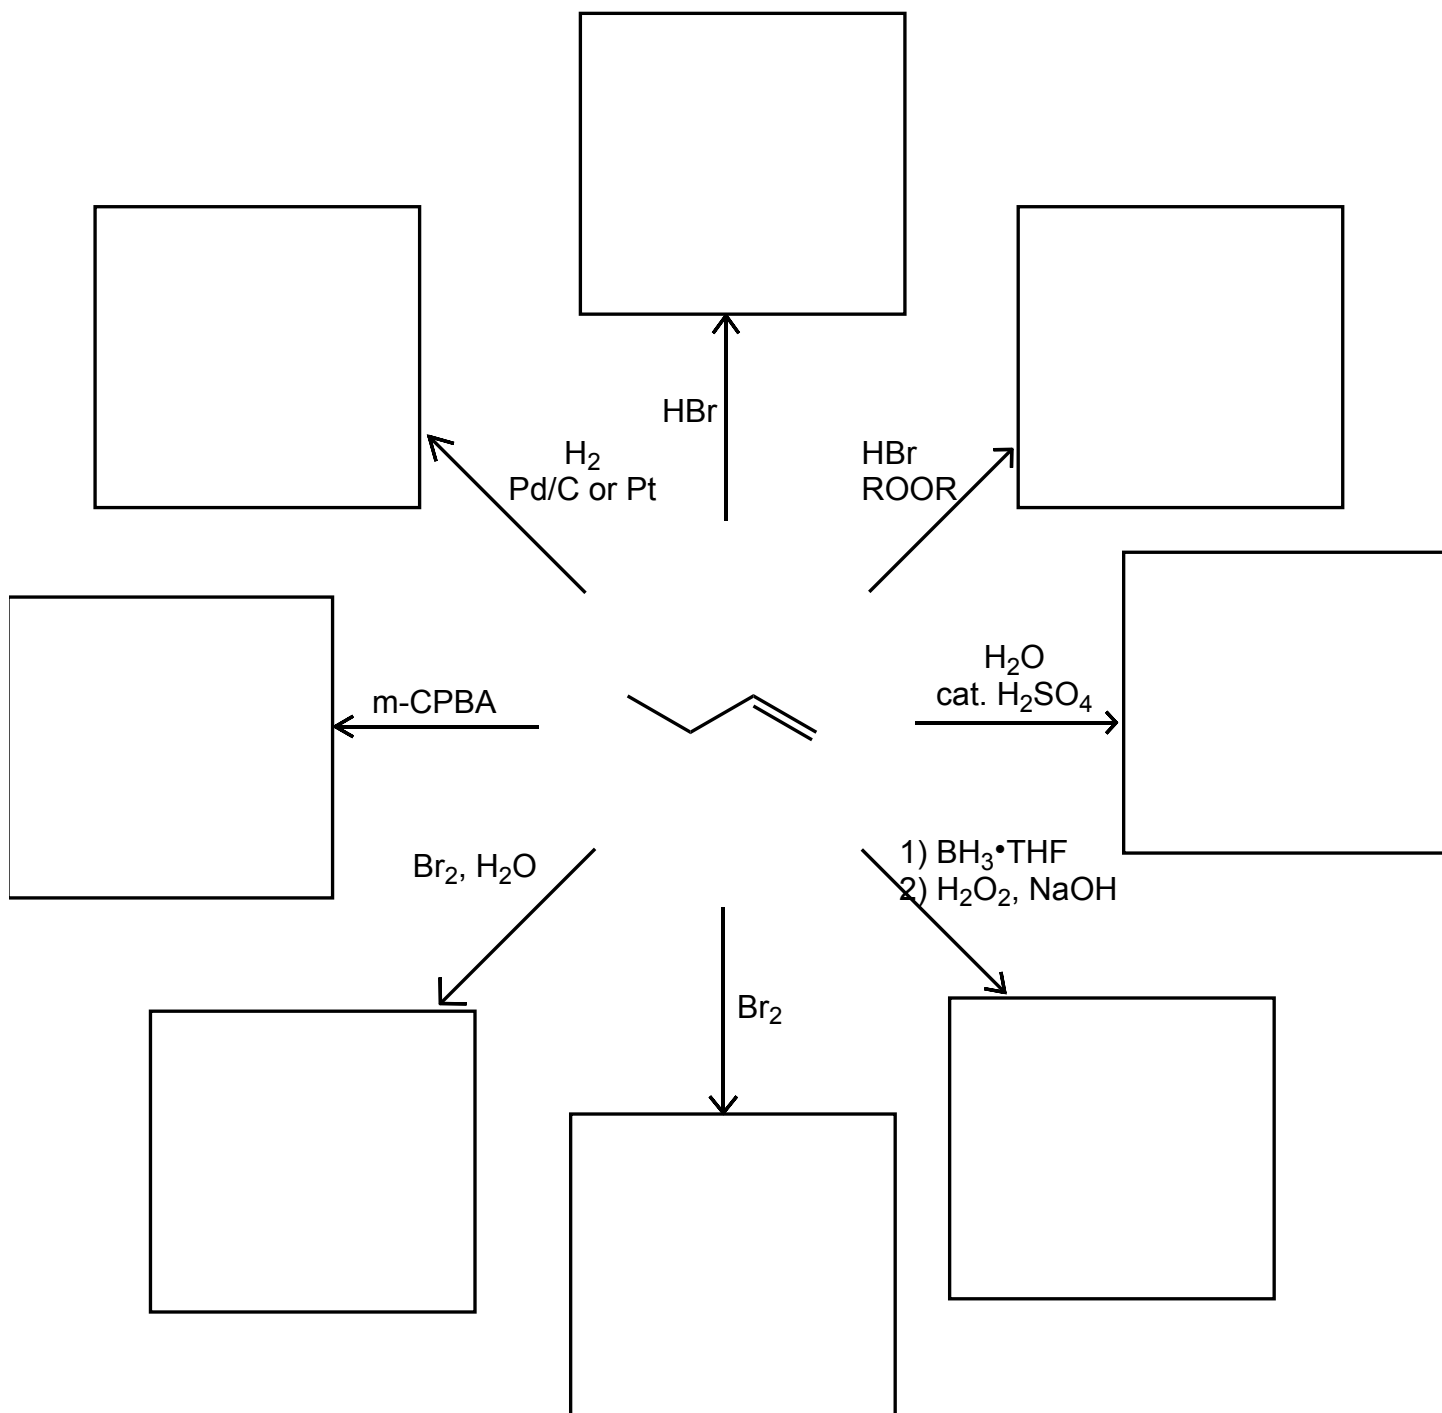 HBr
H₂
Pd/C or Pt
HBr
ROOR
H₂O
cat. H₂SO₄
m-CPBA
Br₂, H₂O
1) BH₃•THF
2) H₂O₂, NaOH
Br₂